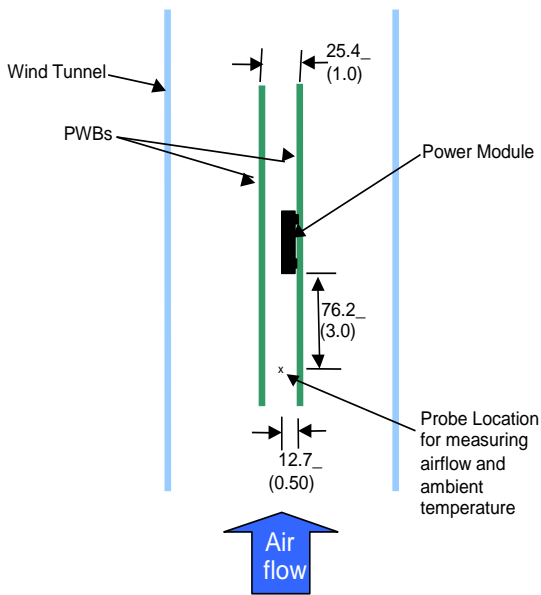 25.4_
(1.0)
Wind Tunnel
PWBs
Power Module
76.2_
(3.0)
x
Probe Location
for measuring
airflow and
ambient
temperature
12.7_
(0.50)
Air
flow